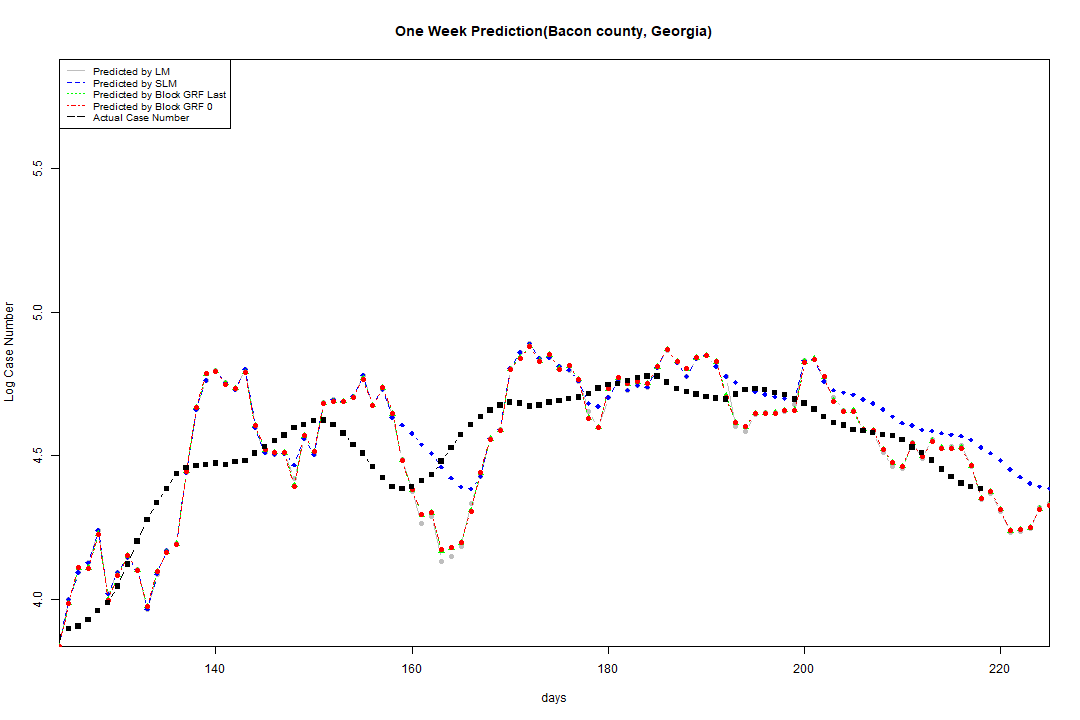 One Week Prediction(Bacon county, Georgia)
Predicted by LM
Predicted by SLM
Predicted by Block GRF Last
Predicted by Block GRF 0
Actual Case Number
5.5
5.0
4.5
4.0
Log Case Number
140 160 180 200 220
days